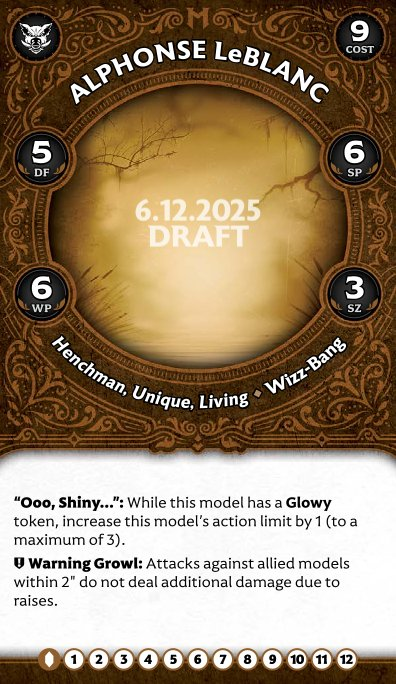 M
ALPHONSE LeBLANC
9
COST
5
DF
6
SP
6.12.2025
DRAFT
6
WP
3
SZ
Henchman, Unique, Living ◆ Wizz-Bang
“Ooo, Shiny...”: While this model has a Glowy
token, increase this model’s action limit by 1 (to a
maximum of 3).
Warning Growl: Attacks against allied models
within 2" do not deal additional damage due to
raises.
1 2 3 4 5 6 7 8 9 10 11 12